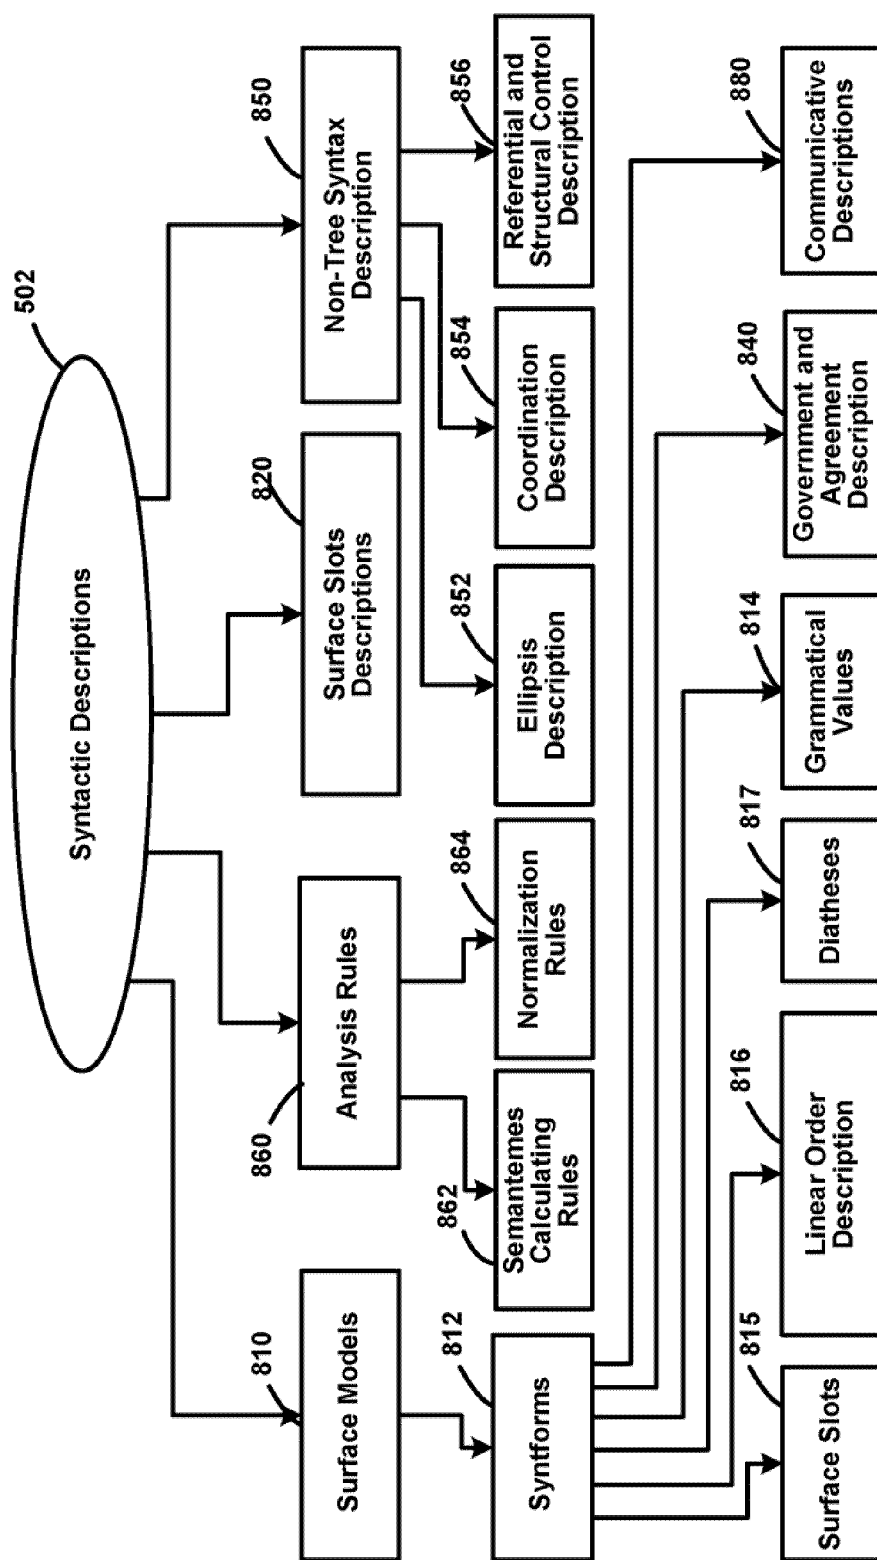 Syntactic Descriptions
502
Surface Models
810
Analysis Rules
860
Surface Slots
Descriptions
820
Non-Tree Syntax
Description
850
Syntforms
812
Semantemes
Calculating
Rules
862
Normalization
Rules
864
Ellipsis
Description
852
Coordination
Description
854
Referential and
Structural Control
Description
856
Surface Slots
815
Linear Order
Description
816
Diatheses
817
Grammatical
Values
814
Government and
Agreement
Description
840
Communicative
Descriptions
880